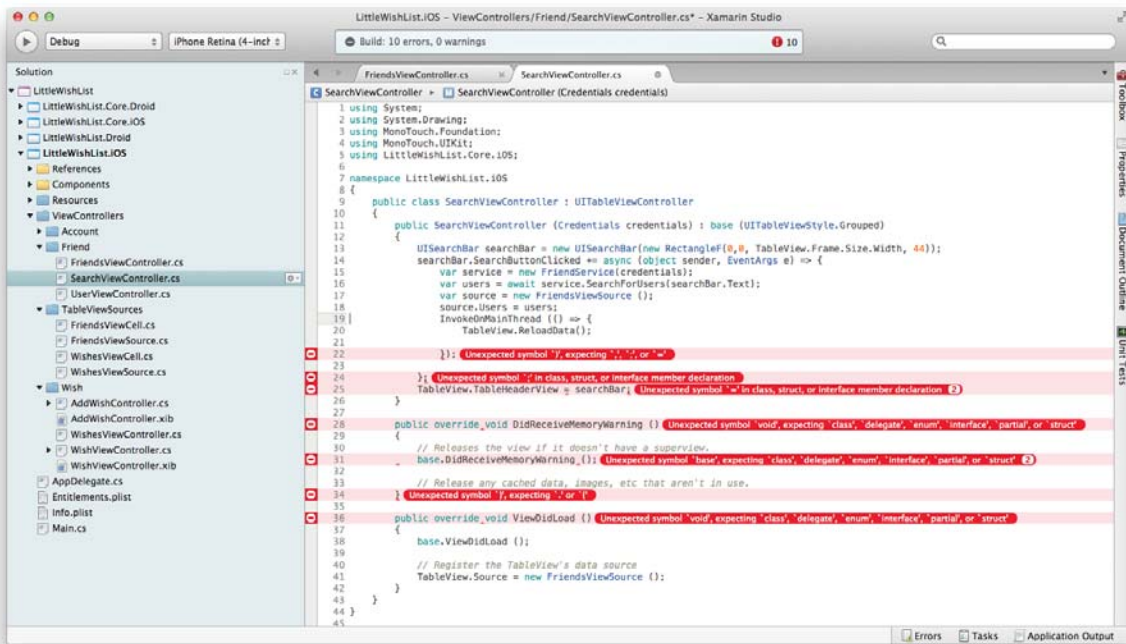 LittleWishList.iOS – ViewControllers/Friend/SearchViewController.cs* – Xamarin Studio
Debug
iPhone Retina (4-inch
Build: 10 errors, 0 warnings
10
Solution
LittleWishList
LittleWishList.Core.Droid
LittleWishList.Core.iOS
LittleWishList.Droid
LittleWishList.iOS
References
Components
Resources
ViewControllers
Account
Friend
FriendsViewController.cs
SearchViewController.cs
UserViewController.cs
TableViewSources
FriendsViewCell.cs
FriendsViewSource.cs
WishesViewCell.cs
WishesViewSource.cs
Wish
AddWishController.cs
AddWishController.xib
WishesViewController.cs
WishViewController.cs
WishViewController.xib
AppDelegate.cs
Entitlements.plist
Info.plist
Main.cs
FriendsViewController.cs
SearchViewController.cs
SearchViewController
SearchViewController (Credentials credentials)
1 using System;
2 using System.Drawing;
3 using MonoTouch.Foundation;
4 using MonoTouch.UIKit;
5 using LittleWishList.Core.iOS;
6
7 namespace LittleWishList.iOS
8 {
9 public class SearchViewController : UITableViewController
10 {
11 public SearchViewController (Credentials credentials) : base (UITableViewStyle.Grouped)
12 {
13 UISearchBar searchBar = new UISearchBar(new RectangleF(0,0, TableView.Frame.Size.Width, 44));
14 searchBar.SearchButtonClicked += async (object sender, EventArgs e) => {
15 var service = new FriendService(credentials);
16 var users = await service.SearchForUsers(searchBar.Text);
17 var source = new FriendsViewSource ();
18 source.Users = users;
19 InvokeOnMainThread (() => {
20 TableView.ReloadData();
21
22 }); Unexpected symbol `)', expecting `,', `;', or `='
23
24 }; Unexpected symbol `;' in class, struct, or interface member declaration
25 TableView.TableHeaderView = searchBar; Unexpected symbol `=' in class, struct, or interface member declaration 2
26 }
27
28 public override void DidReceiveMemoryWarning () Unexpected symbol `void', expecting `class', `delegate', `enum', `interface', `partial', or `struct'
29 {
30 // Releases the view if it doesn't have a superview.
31 base.DidReceiveMemoryWarning (); Unexpected symbol `base', expecting `class', `delegate', `enum', `interface', `partial', or `struct' 2
32
33 // Release any cached data, images, etc that aren't in use.
34 } Unexpected symbol `}', expecting `.' or `('
35
36 public override void ViewDidLoad () Unexpected symbol `void', expecting `class', `delegate', `enum', `interface', `partial', or `struct'
37 {
38 base.ViewDidLoad ();
39
40 // Register the TableView's data source
41 TableView.Source = new FriendsViewSource ();
42 }
43 }
44 }
45
Toolbox
Properties
Document Outline
Unit Tests
Errors
Tasks
Application Output